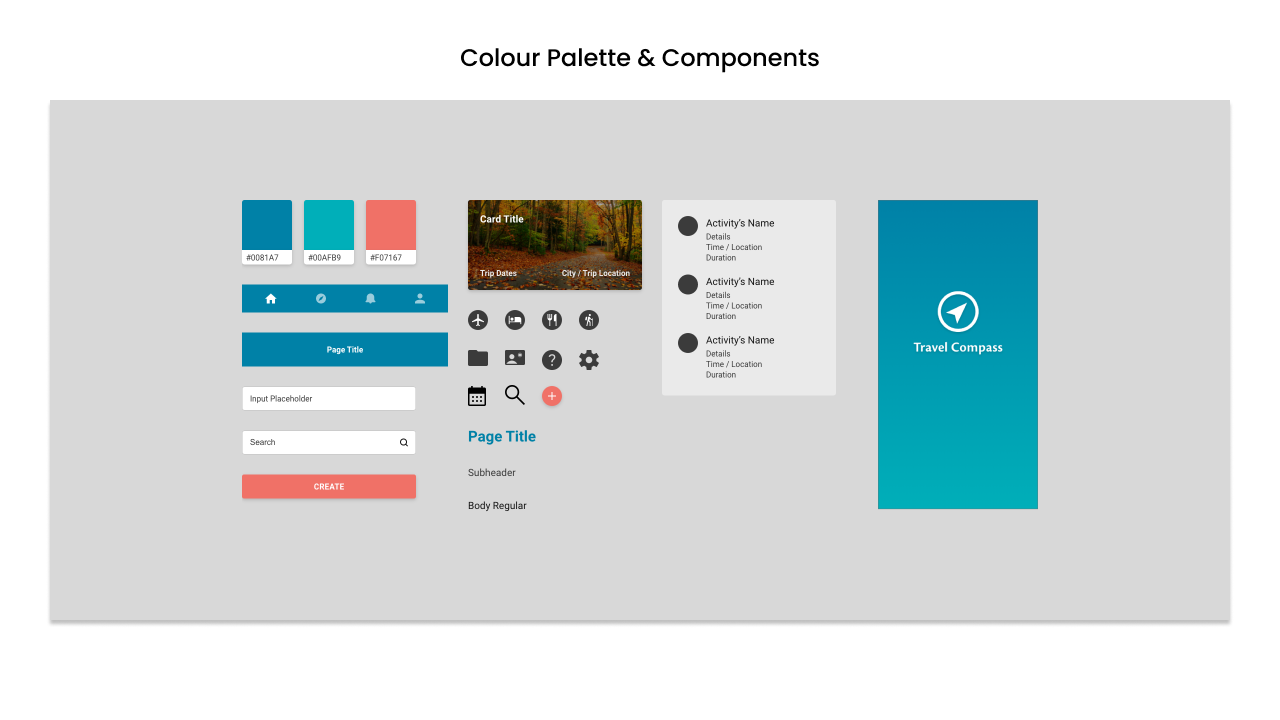 Colour Palette & Components
#0081A7
#00AFB9
#F07167
Page Title
Input Placeholder
Search
CREATE
Card Title
Trip Dates
City / Trip Location
Page Title
Subheader
Body Regular
Activity's Name
Details
Time / Location
Duration
Activity's Name
Details
Time / Location
Duration
Activity's Name
Details
Time / Location
Duration
Travel Compass